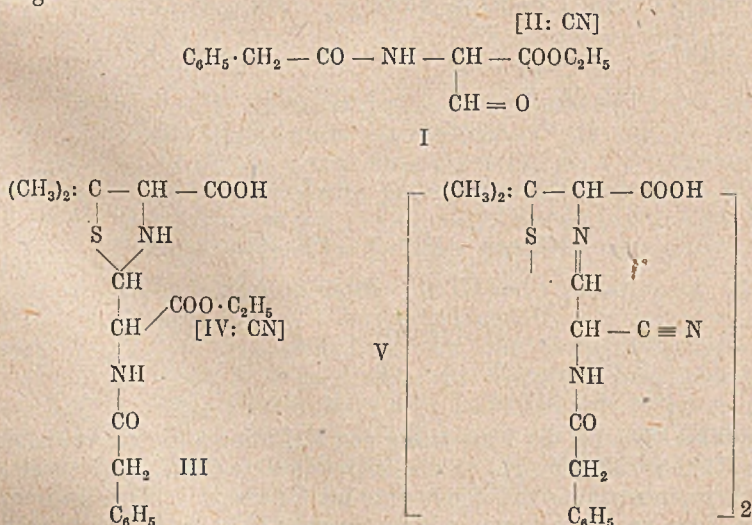 [II: CN]
C₆H₅·CH₂ — CO — NH — CH — COOC₂H₅
CH = O
I
(CH₃)₂: C — CH — COOH
S NH
CH
COO·C₂H₅
CH [IV: CN]
NH
CO
CH₂ III
C₆H₅
V
(CH₃)₂: C — CH — COOH
S N
CH
CH — C ≡ N
NH
CO
CH₂
C₆H₅ 2